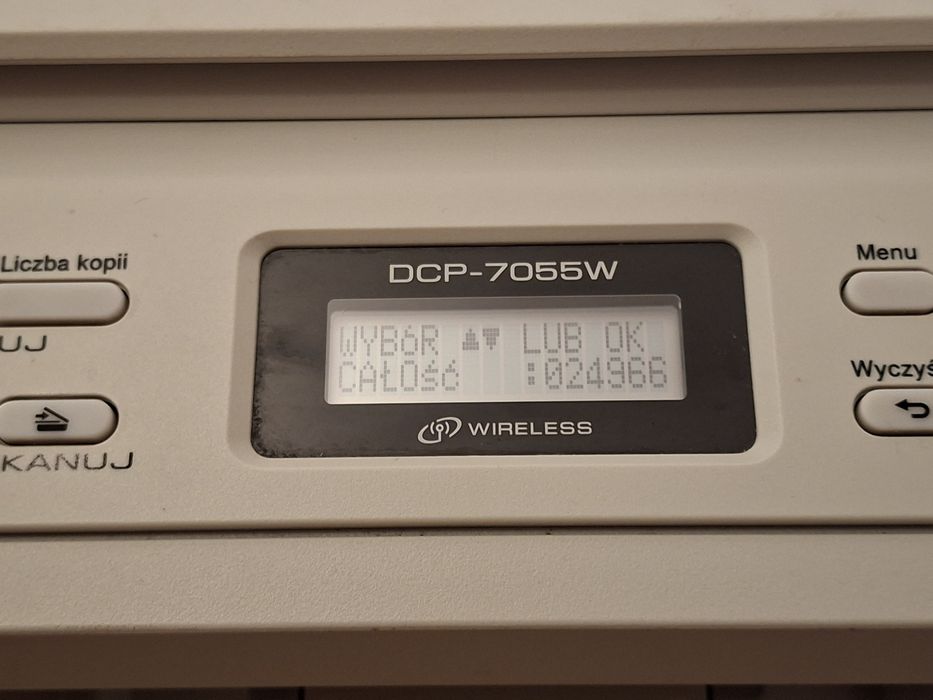 Liczba kopii
UJ
KANUJ
DCP-7055W
WYBóR ▲▼ LUB OK
CAŁOść :024966
WIRELESS
Menu
Wyczyś